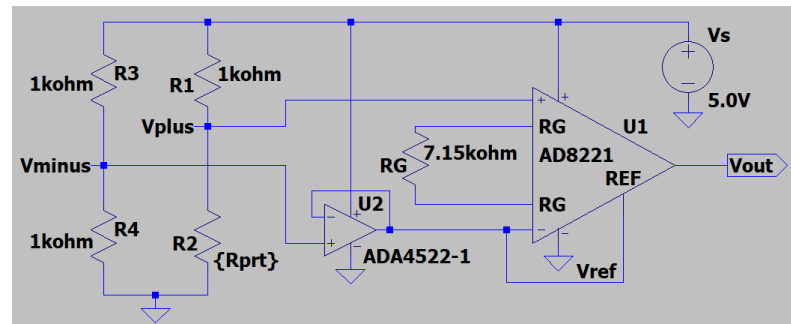 Vs
5.0V
R3
1kohm
R1
1kohm
Vplus
Vminus
R4
1kohm
R2
{Rprt}
U2
ADA4522-1
RG
7.15kohm
RG
RG
U1
AD8221
REF
Vref
Vout
+
-
+
-
+
-
+
-
+
-